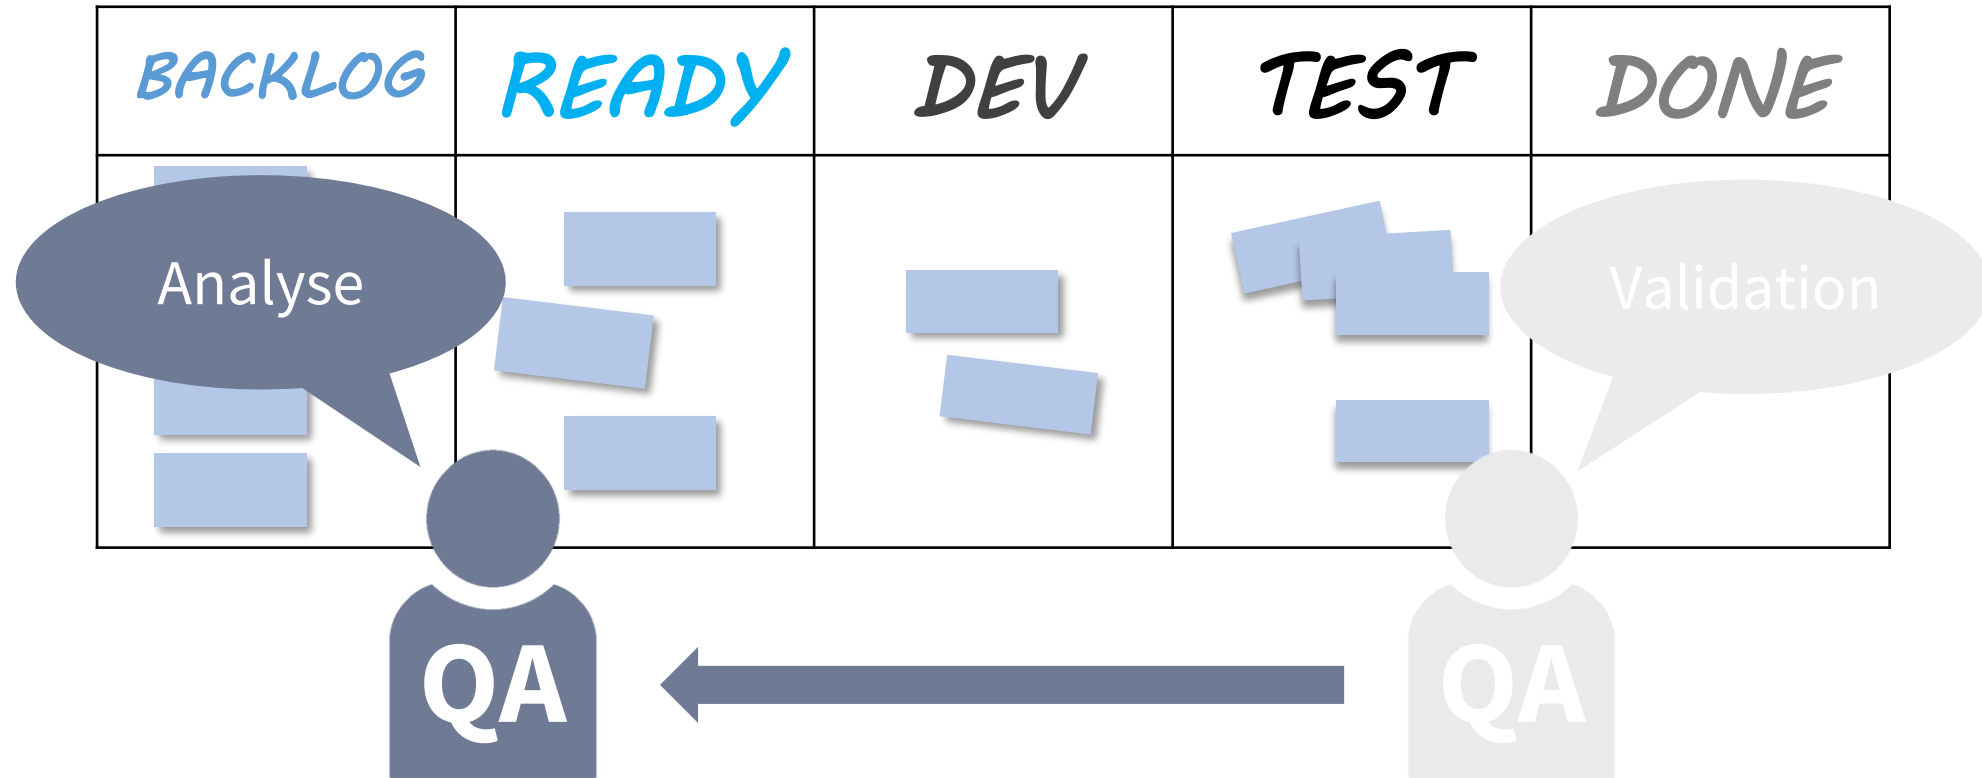 BACKLOG
READY
DEV
TEST
DONE
Analyse
Validation
QA
QA